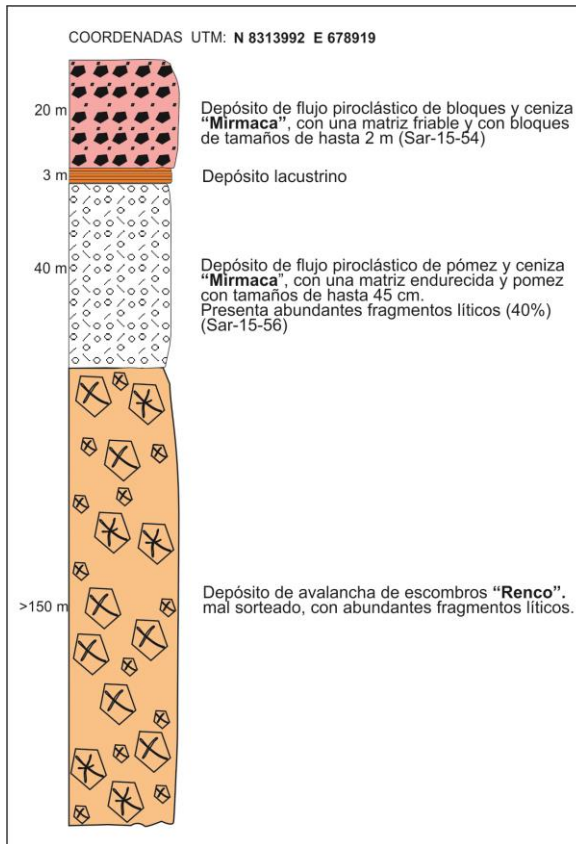 COORDENADAS UTM: N 8313992 E 678919
20 m
Depósito de flujo piroclástico de bloques y ceniza
“Mirmaca”, con una matriz friable y con bloques
de tamaños de hasta 2 m (Sar-15-54)
3 m
Depósito lacustrino
40 m
Depósito de flujo piroclástico de pómez y ceniza
“Mirmaca”, con una matriz endurecida y pomez
con tamaños de hasta 45 cm.
Presenta abundantes fragmentos líticos (40%)
(Sar-15-56)
>150 m
Depósito de avalancha de escombros “Renco”.
mal sorteado, con abundantes fragmentos líticos.